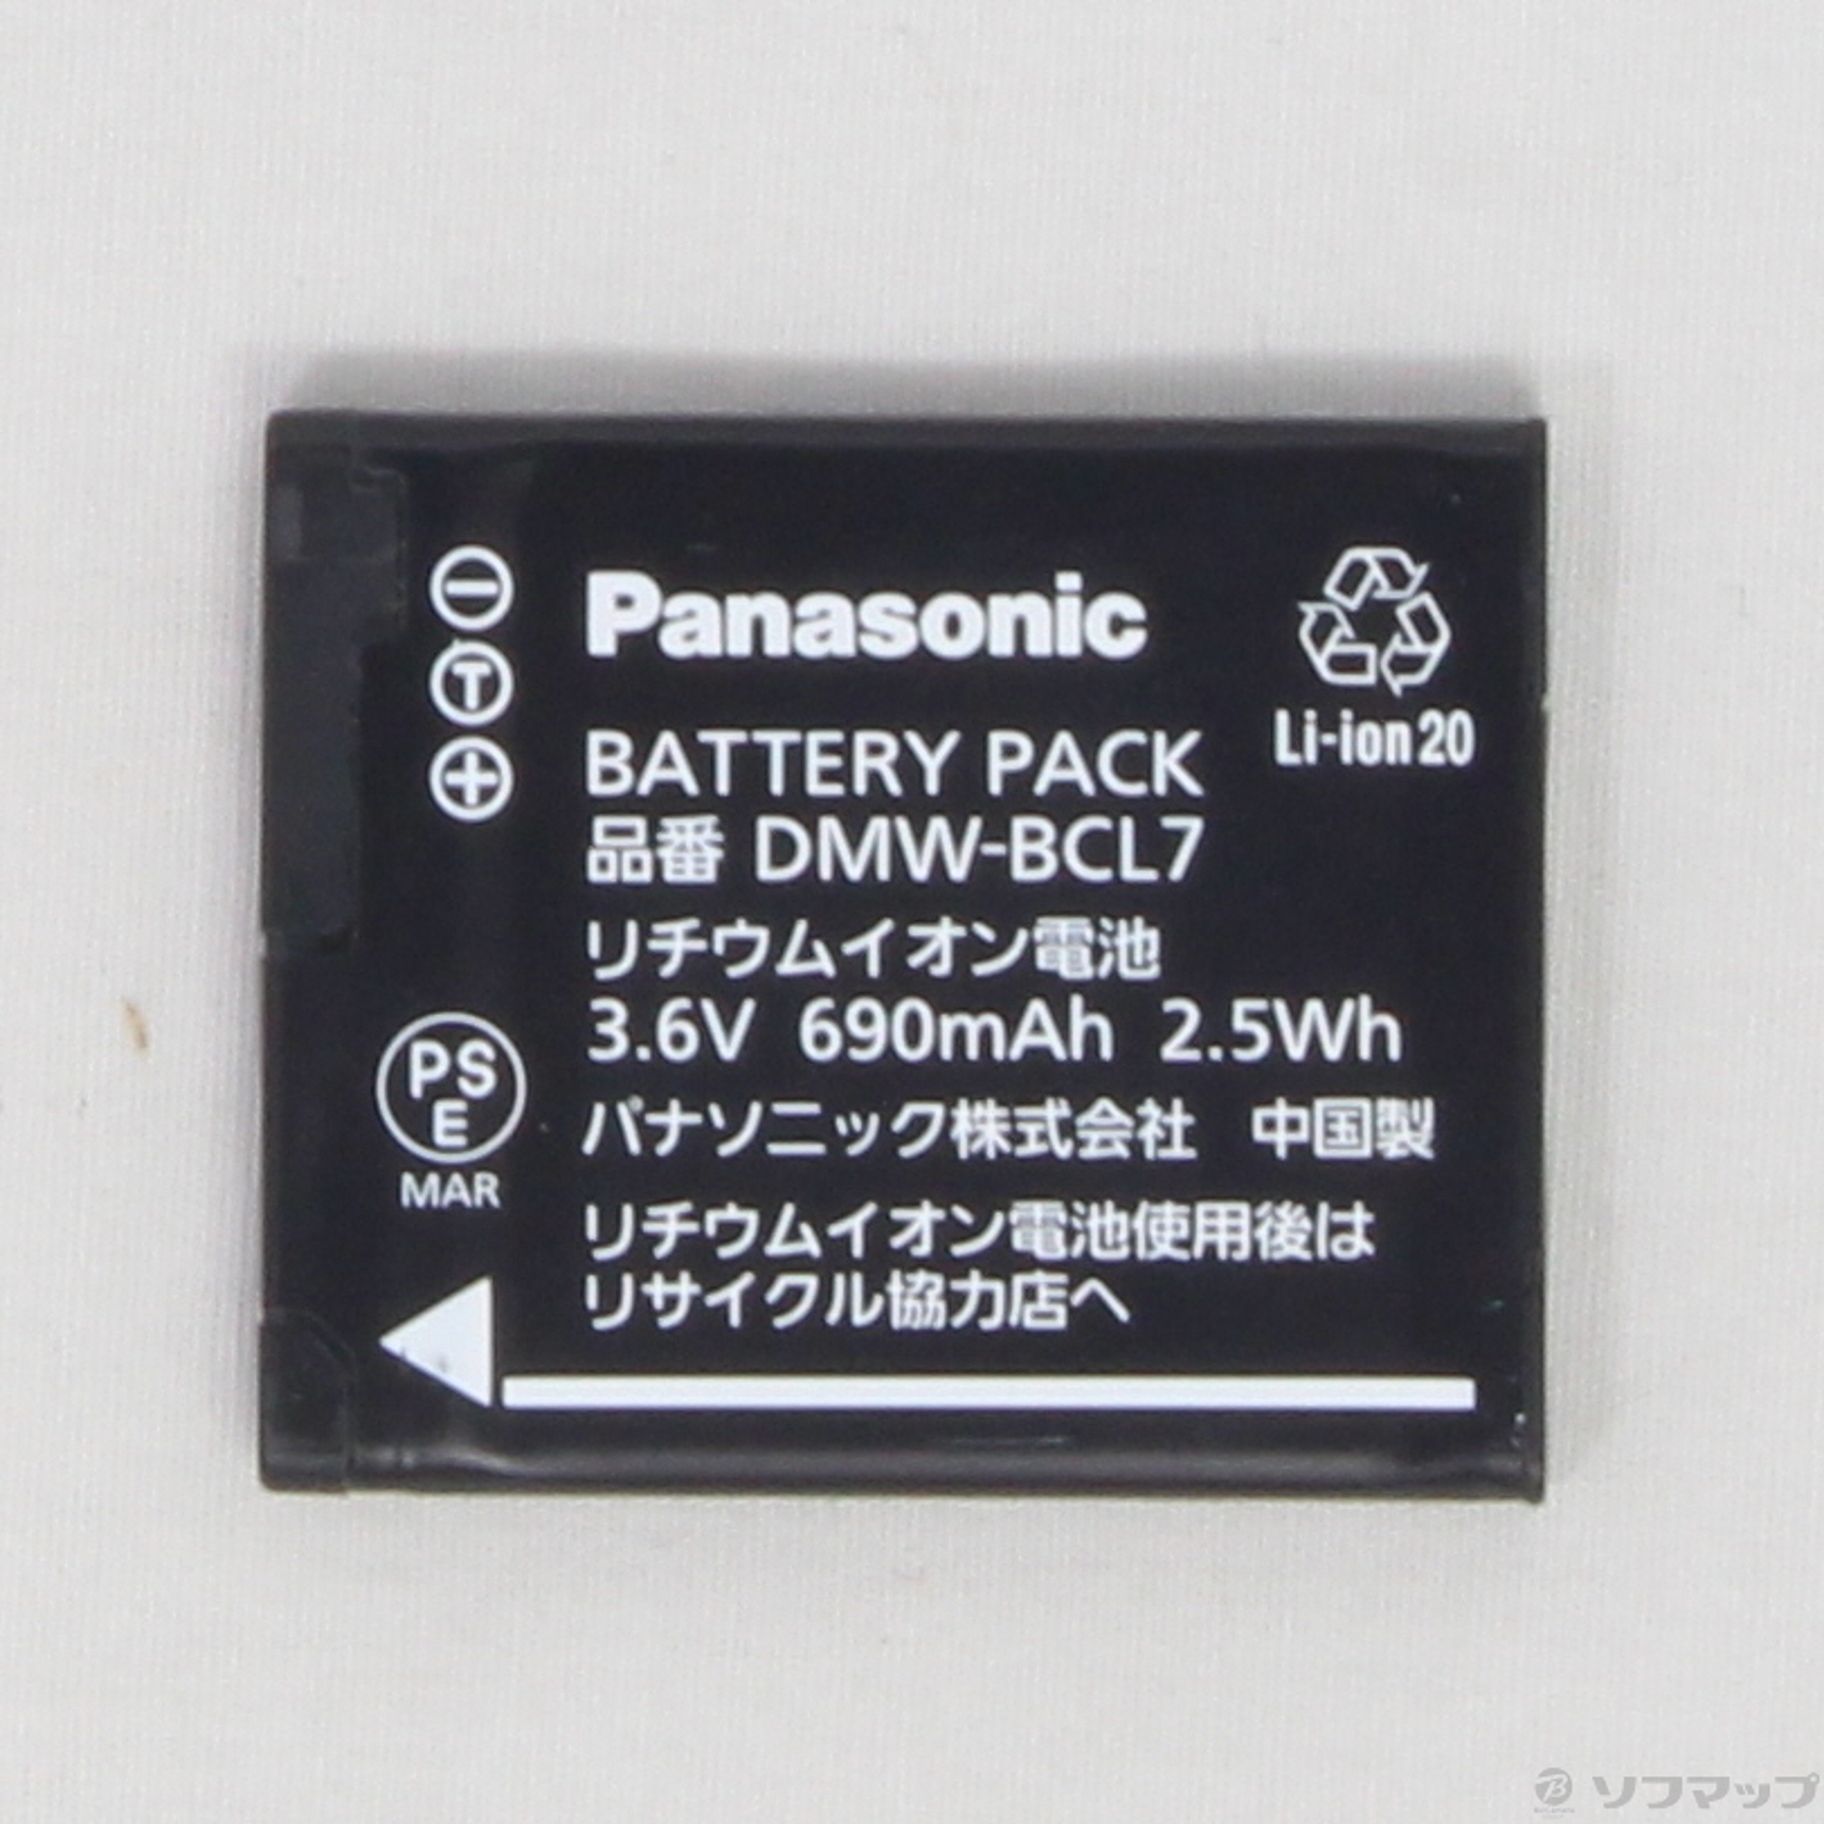 Panasonic
Li-ion20
BATTERY PACK
品番 DMW-BCL7
リチウムイオン電池
3.6V 690mAh 2.5Wh
パナソニック株式会社 中国製
リチウムイオン電池使用後は
リサイクル協力店へ
T
PS
E
MAR
ソフマップ